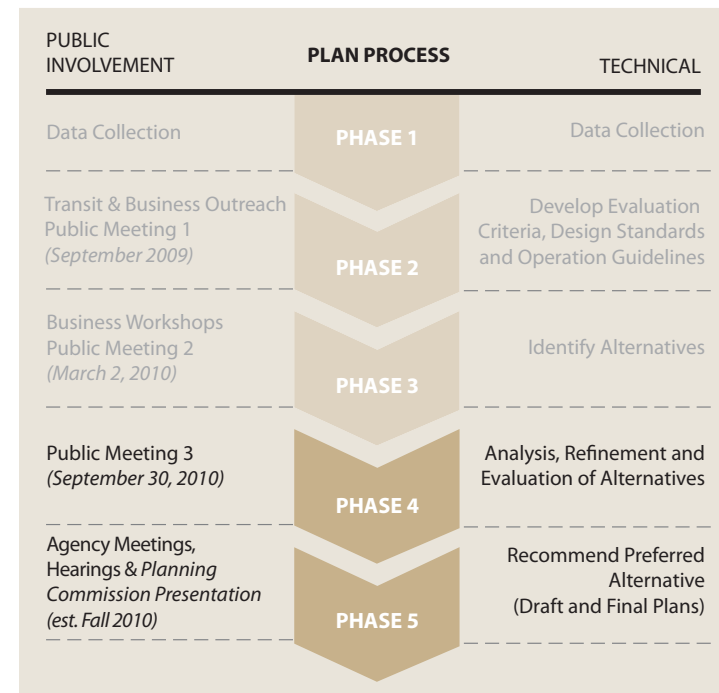 PUBLIC
INVOLVEMENT
PLAN PROCESS
TECHNICAL
Data Collection
PHASE 1
Data Collection
Transit & Business Outreach
Public Meeting 1
(September 2009)
PHASE 2
Develop Evaluation
Criteria, Design Standards
and Operation Guidelines
Business Workshops
Public Meeting 2
(March 2, 2010)
PHASE 3
Identify Alternatives
Public Meeting 3
(September 30, 2010)
PHASE 4
Analysis, Refinement and
Evaluation of Alternatives
Agency Meetings,
Hearings & Planning
Commission Presentation
(est. Fall 2010)
PHASE 5
Recommend Preferred
Alternative
(Draft and Final Plans)